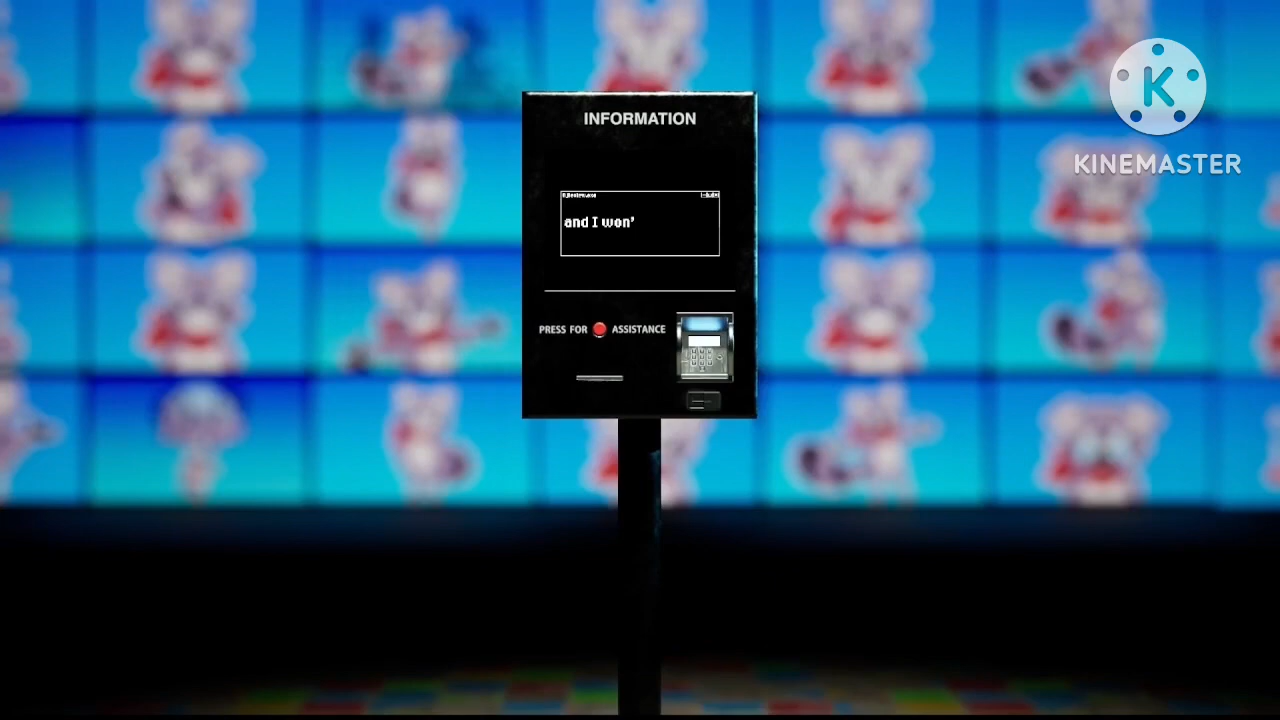 INFORMATION
and I won'
PRESS FOR ASSISTANCE
K
KINEMASTER